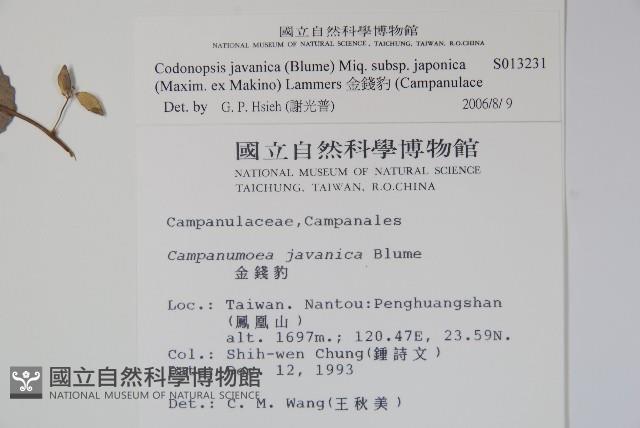 國立自然科學博物館
NATIONAL MUSEUM OF NATURAL SCIENCE, TAICHUNG, TAIWAN, R.O.CHINA
Codonopsis javanica (Blume) Miq. subsp. japonica S013231
(Maxim. ex Makino) Lammers 金錢豹 (Campanulace
Det. by G. P. Hsieh (謝光普) 2006/8/ 9
國立自然科學博物館
NATIONAL MUSEUM OF NATURAL SCIENCE
TAICHUNG, TAIWAN, R.O.CHINA
Campanulaceae,Campanales
Campanumoea javanica Blume
金錢豹
Loc.: Taiwan. Nantou:Penghuangshan
(鳳凰山)
alt. 1697m.; 120.47E, 23.59N.
Col.: Shih-wen Chung(鍾詩文)
12, 1993
國立自然科學博物館
NATIONAL MUSEUM OF NATURAL SCIENCE
Det.: C. M. Wang(王秋美)